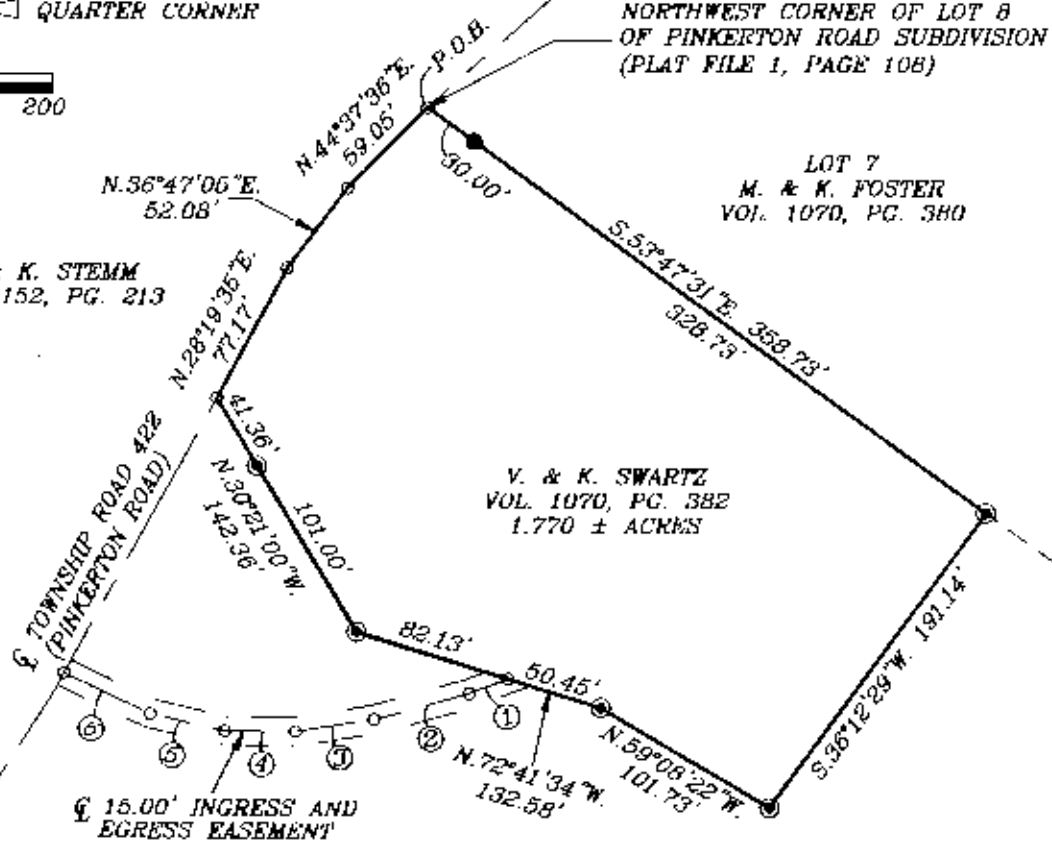 QUARTER CORNER
200
P.O.B.
NORTHWEST CORNER OF LOT 8
OF PINKERTON ROAD SUBDIVISION
(PLAT FILE 1, PAGE 108)
N.44°37'36"E.
59.05'
30.00'
N.36°47'00"E.
52.08'
LOT 7
M. & K. FOSTER
VOL. 1070, PG. 380
S.53°47'31"E. 358.73'
328.73'
& K. STEMM
152, PG. 213
N.28°19'35"E.
77.17'
41.36'
N.30°21'00"W.
142.36'
101.00'
V. & K. SWARTZ
VOL. 1070, PG. 382
1.770 ± ACRES
℄ TOWNSHIP ROAD 422
(PINKERTON ROAD)
S.36°12'29"W. 191.14'
82.13'
50.45'
N.72°41'34"W.
132.58'
N.59°08'22"W.
101.73'
①
②
③
④
⑤
⑥
℄ 15.00' INGRESS AND
EGRESS EASEMENT